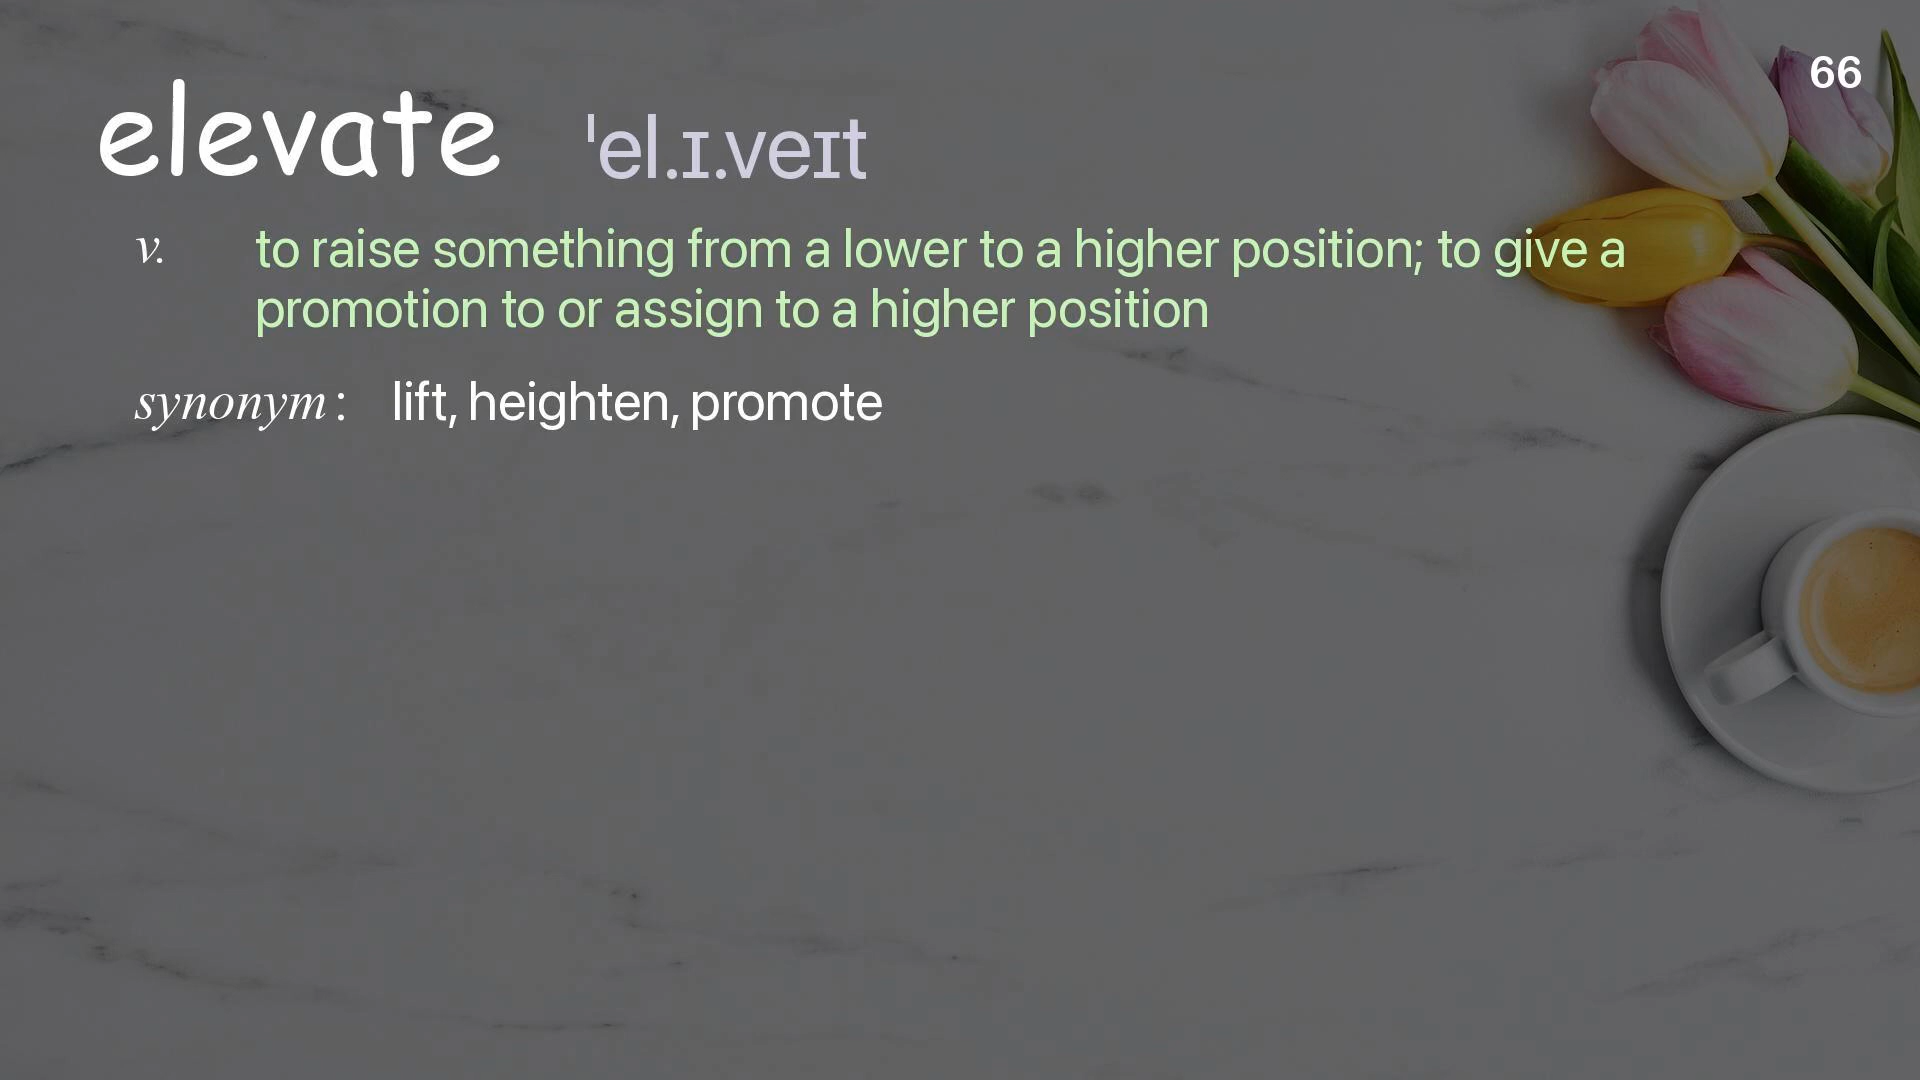 66
elevate ˈel.ɪ.veɪt
v. to raise something from a lower to a higher position; to give a
promotion to or assign to a higher position
synonym : lift, heighten, promote